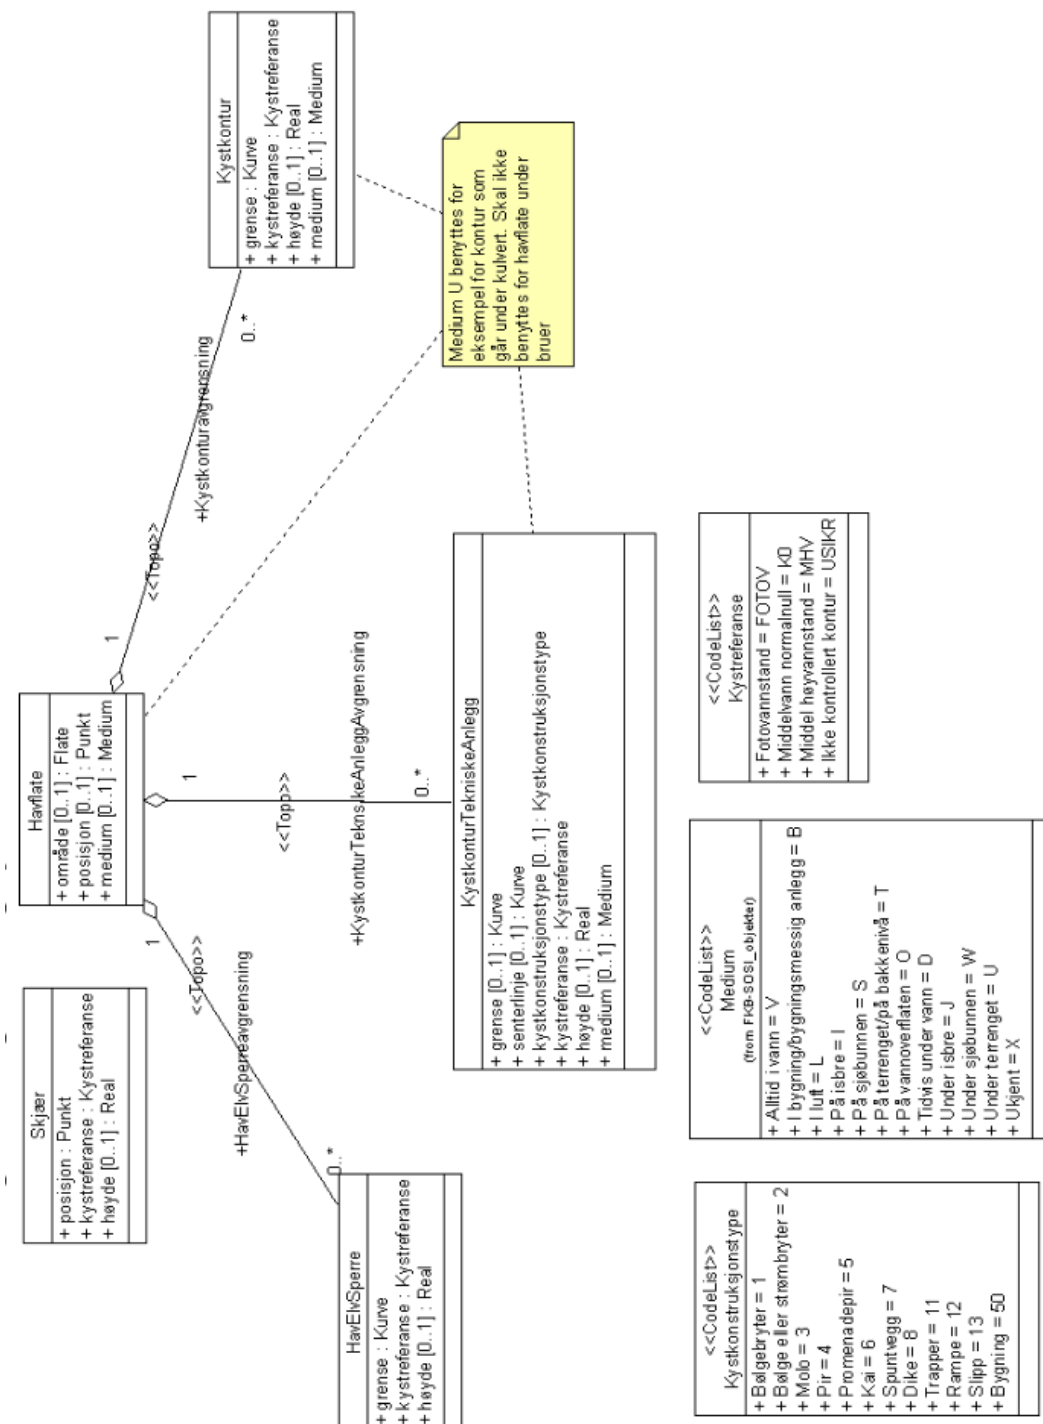 Skjær
+ posisjon : Punkt
+ kystreferanse : Kystreferanse
+ høyde [0..1] : Real
Havflate
+ område [0..1] : Flate
+ posisjon [0..1] : Punkt
+ medium [0..1] : Medium
Kystkontur
+ grense : Kurve
+ kystreferanse : Kystreferanse
+ høyde [0..1] : Real
+ medium [0..1] : Medium
1
<<Topo>>
+HavElvSperreavgrensning
0..*
1
<<Topo>>
+KystkonturTekniskeAnleggAvgrensning
0..*
1
<<Topo>>
+Kystkonturavgrensning
0..*
HavElvSperre
+ grense : Kurve
+ kystreferanse : Kystreferanse
+ høyde [0..1] : Real
KystkonturTekniskeAnlegg
+ grense [0..1] : Kurve
+ senterlinje [0..1] : Kurve
+ kystkonstruksjonstype [0..1] : Kystkonstruksjonstype
+ kystreferanse : Kystreferanse
+ høyde [0..1] : Real
+ medium [0..1] : Medium
Medium U benyttes for
eksempel for kontur som
går under kulvert. Skal ikke
benyttes for havflate under
bruer
<<CodeList>>
Kystkonstruksjonstype
+ Bølgebryter = 1
+ Bølge eller strømbryter = 2
+ Molo = 3
+ Pir = 4
+ Promenadepir = 5
+ Kai = 6
+ Spuntvegg = 7
+ Dike = 8
+ Trapper = 11
+ Rampe = 12
+ Slipp = 13
+ Bygning = 50
<<CodeList>>
Medium
(from FKB-SOSI_objekter)
+ Alltid i vann = V
+ I bygning/bygningsmessig anlegg = B
+ I luft = L
+ På isbre = I
+ På sjøbunnen = S
+ På terrenget/på bakkenivå = T
+ På vannoverflaten = O
+ Tidvis under vann = D
+ Under isbre = J
+ Under sjøbunnen = W
+ Under terrenget = U
+ Ukjent = X
<<CodeList>>
Kystreferanse
+ Fotovannstand = FOTOV
+ Middelvann normalnull = KD
+ Middel høyvannstand = MHV
+ Ikke kontrollert kontur = USIKR